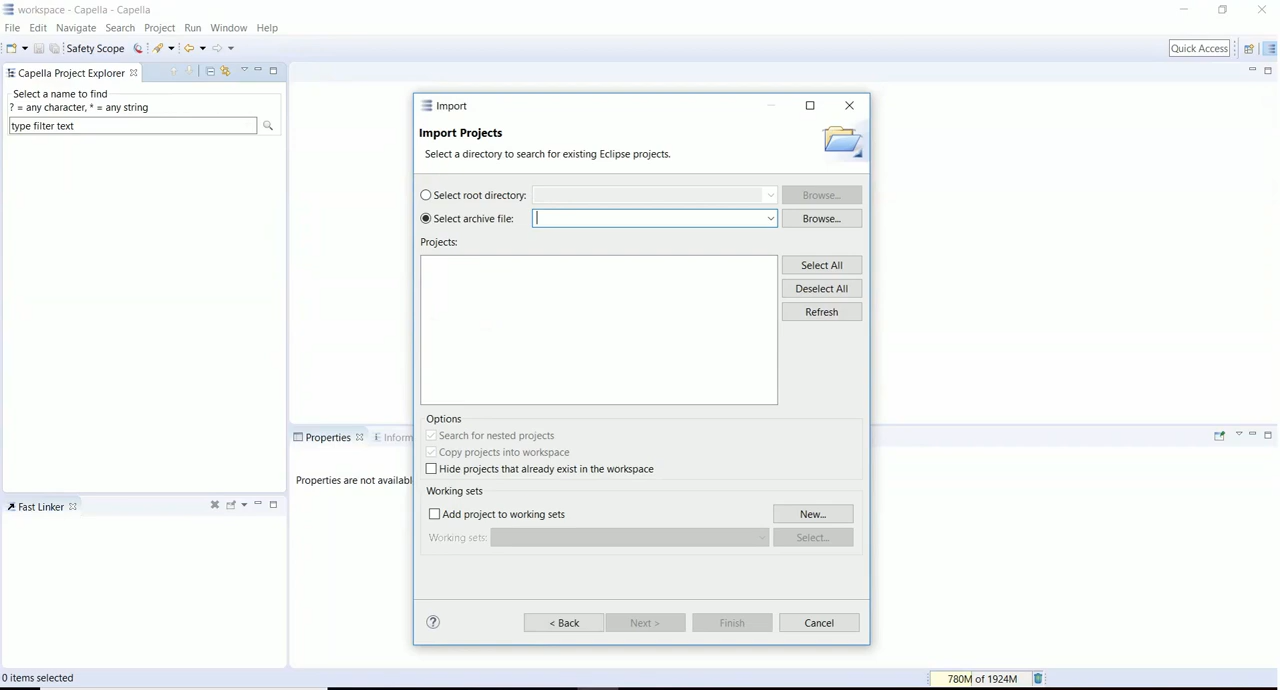 workspace - Capella - Capella
File Edit Navigate Search Project Run Window Help
Safety Scope
Quick Access
Capella Project Explorer
Select a name to find
? = any character, * = any string
type filter text
Import
Import Projects
Select a directory to search for existing Eclipse projects.
Select root directory:
Browse...
Select archive file:
Browse...
Projects:
Select All
Deselect All
Refresh
Options
Search for nested projects
Copy projects into workspace
Hide projects that already exist in the workspace
Working sets
Add project to working sets
New...
Working sets:
Select...
? < Back Next > Finish Cancel
Properties Inform
Properties are not availabl
Fast Linker
0 items selected
780M of 1924M